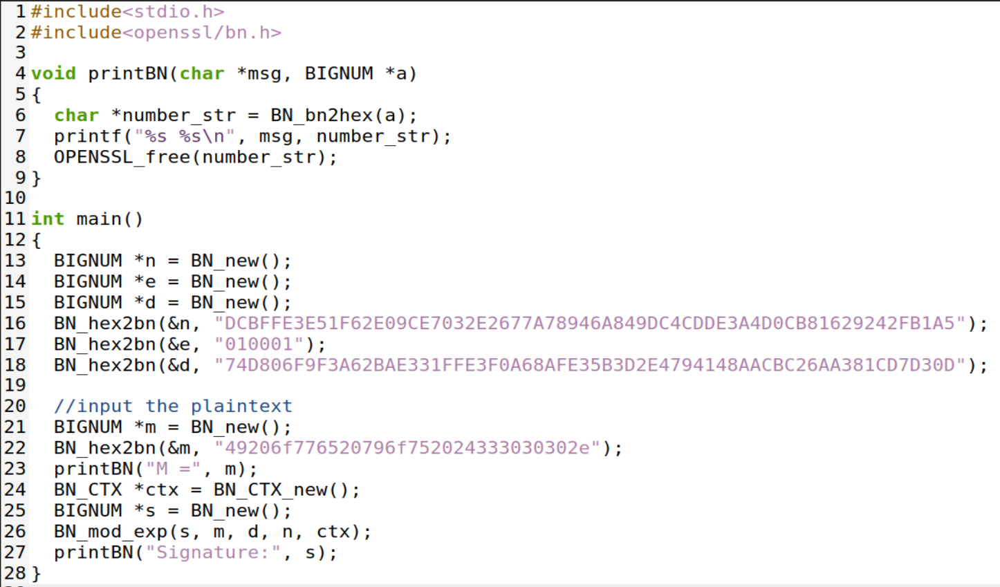 1 #include<stdio.h>
2 #include<openssl/bn.h>
3
4 void printBN(char *msg, BIGNUM *a)
5 {
6   char *number_str = BN_bn2hex(a);
7   printf("%s %s\n", msg, number_str);
8   OPENSSL_free(number_str);
9 }
10
11 int main()
12 {
13   BIGNUM *n = BN_new();
14   BIGNUM *e = BN_new();
15   BIGNUM *d = BN_new();
16   BN_hex2bn(&n, "DCBFFE3E51F62E09CE7032E2677A78946A849DC4CDDE3A4D0CB81629242FB1A5");
17   BN_hex2bn(&e, "010001");
18   BN_hex2bn(&d, "74D806F9F3A62BAE331FFE3F0A68AFE35B3D2E4794148AACBC26AA381CD7D30D");
19
20   //input the plaintext
21   BIGNUM *m = BN_new();
22   BN_hex2bn(&m, "49206f776520796f752024333030302e");
23   printBN("M =", m);
24   BN_CTX *ctx = BN_CTX_new();
25   BIGNUM *s = BN_new();
26   BN_mod_exp(s, m, d, n, ctx);
27   printBN("Signature:", s);
28 }